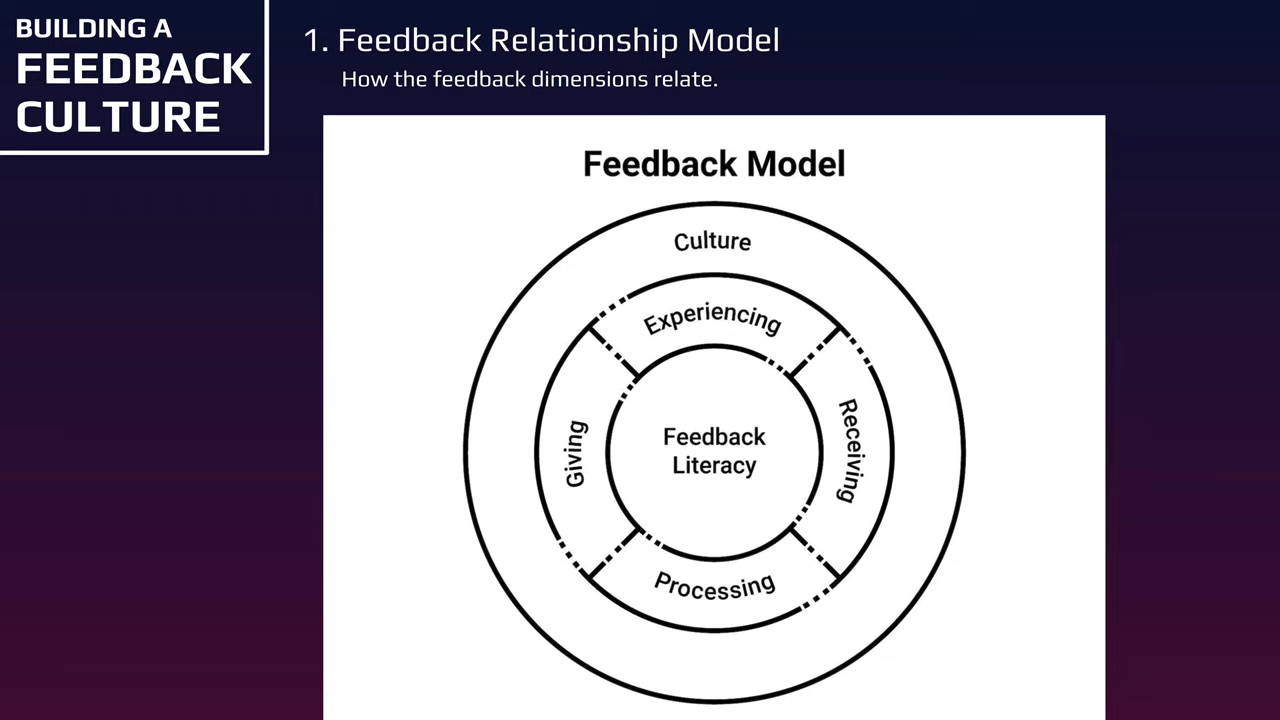 BUILDING A
FEEDBACK
CULTURE
1. Feedback Relationship Model
How the feedback dimensions relate.
Feedback Model
Culture
Experiencing
Giving
Feedback
Literacy
Receiving
Processing